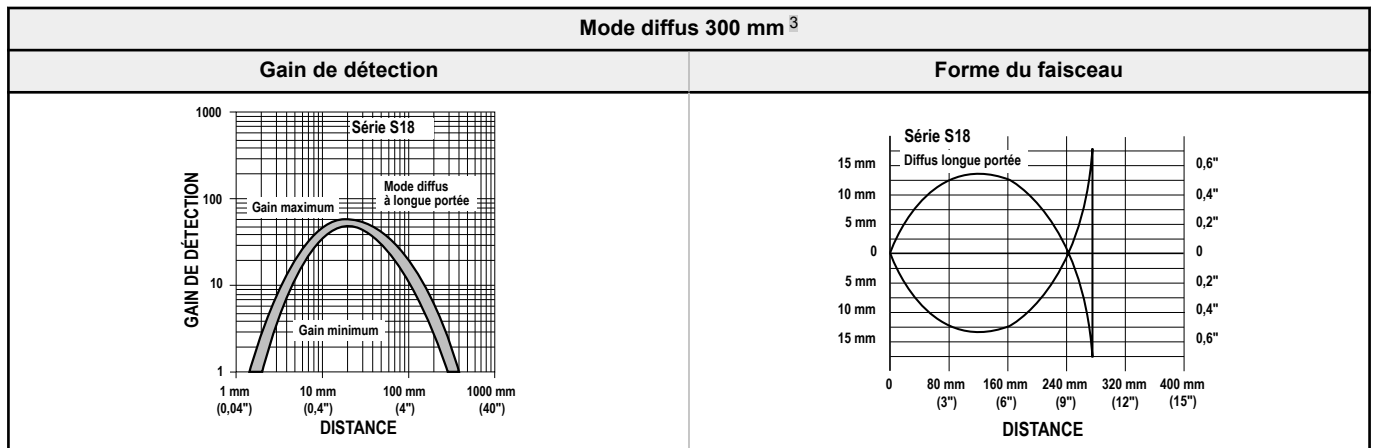 Mode diffus 300 mm 3
Gain de détection
Forme du faisceau
1000
Série S18
Mode diffus
à longue portée
100
Gain maximum
GAIN DE DÉTECTION
10
Gain minimum
1
1 mm 10 mm 100 mm 1000 mm
(0,04") (0,4") (4") (40")
DISTANCE
Série S18
15 mm Diffus longue portée 0,6"
10 mm 0,4"
5 mm 0,2"
0 0
5 mm 0,2"
10 mm 0,4"
15 mm 0,6"
0 80 mm 160 mm 240 mm 320 mm 400 mm
(3") (6") (9") (12") (15")
DISTANCE